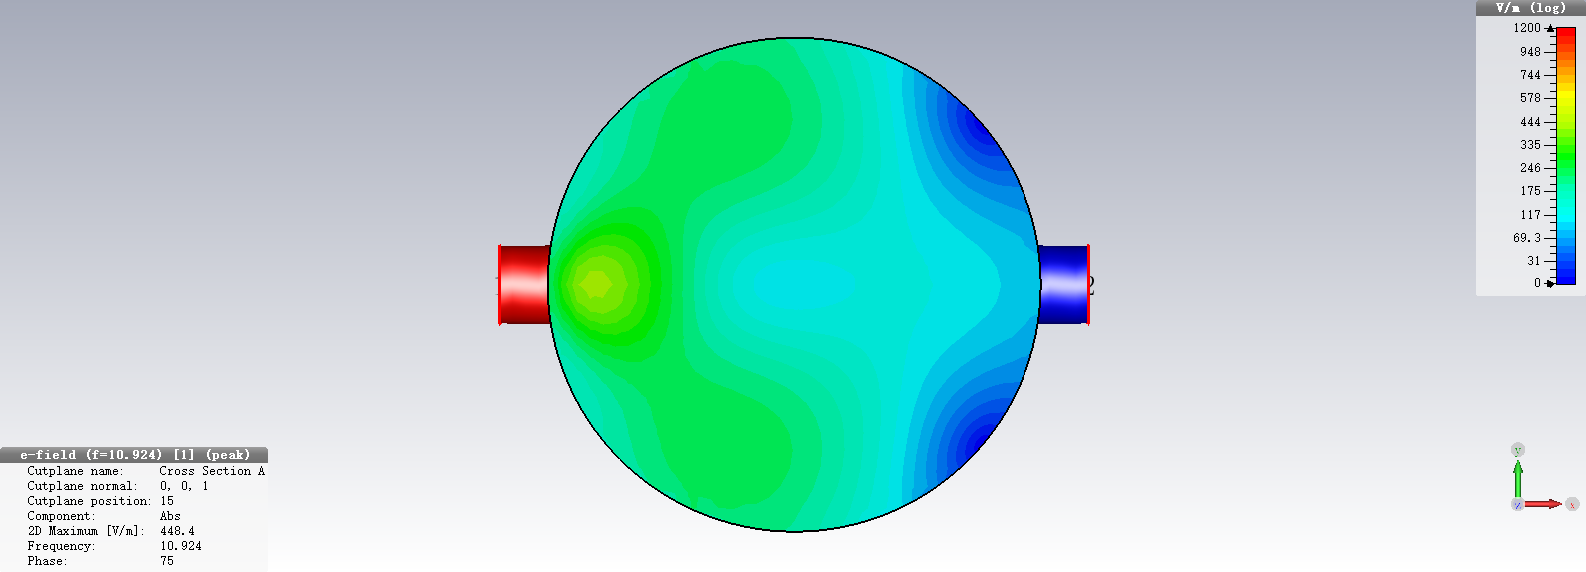 V/m (log)
1200
948
744
578
444
335
246
175
117
69.3
31
0
2
e-field (f=10.924) [1] (peak)
Cutplane name: Cross Section A
Cutplane normal: 0, 0, 1
Cutplane position: 15
Component: Abs
2D Maximum [V/m]: 448.4
Frequency: 10.924
Phase: 75
Y
Z
X